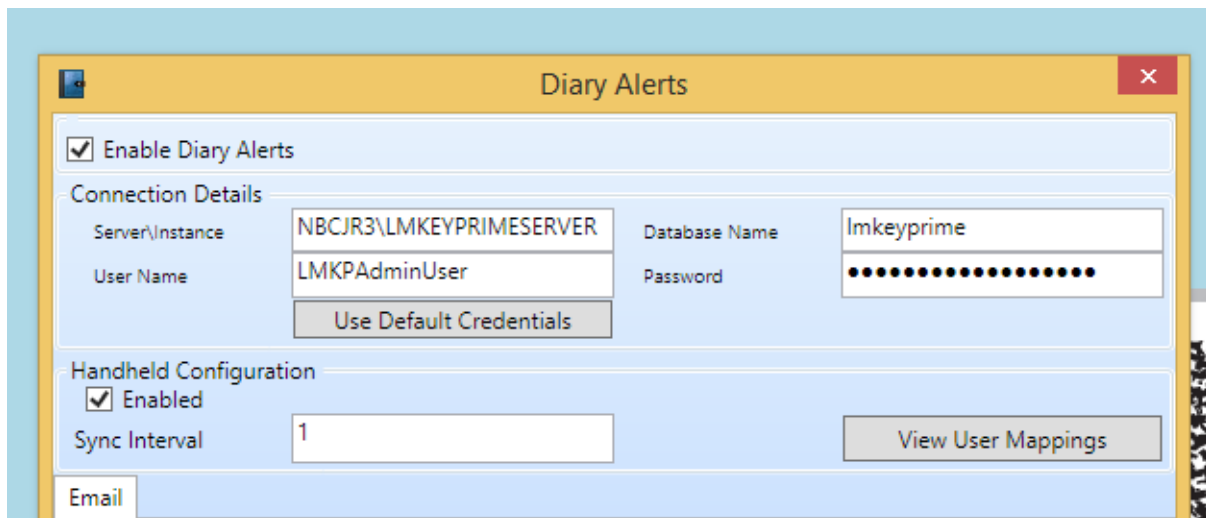 Diary Alerts
Enable Diary Alerts
Connection Details
Server\Instance NBCJR3\LMKEYPRIMESERVER Database Name lmkeyprime
User Name LMKPAdminUser Password ●●●●●●●●●●●●●●●●●●●
Use Default Credentials
Handheld Configuration
Enabled
Sync Interval 1 View User Mappings
Email